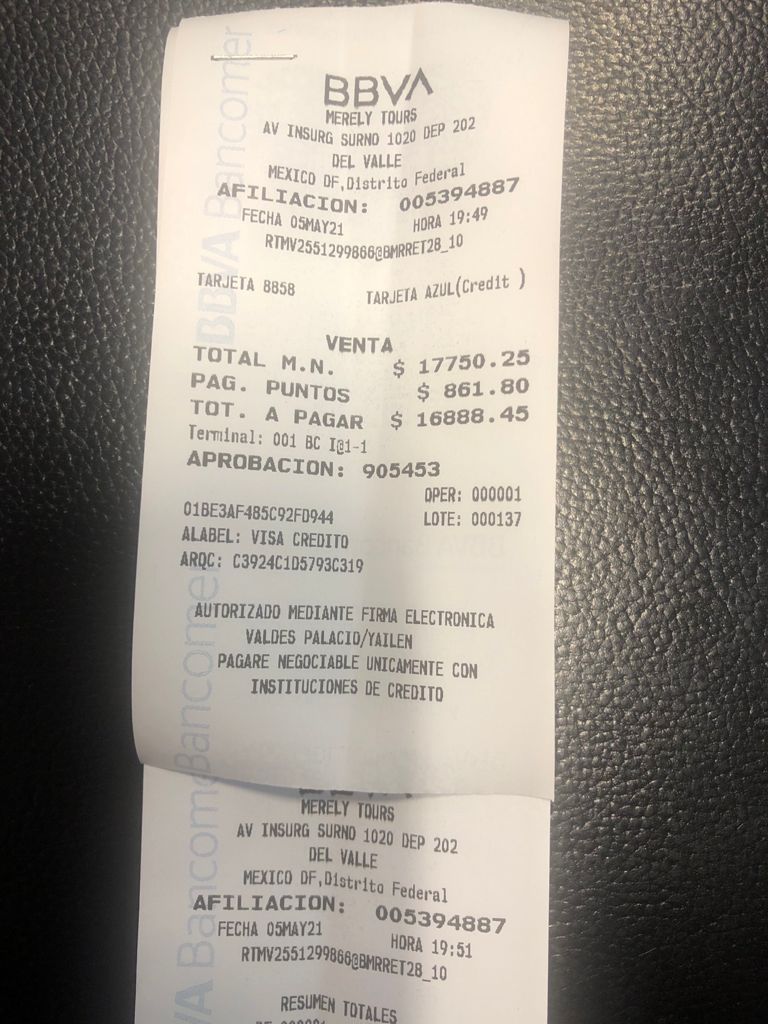 BBVA
MERELY TOURS
AV INSURG SURNO 1020 DEP 202
DEL VALLE
MEXICO DF,Distrito Federal
AFILIACION: 005394887
FECHA 05MAY21 HORA 19:49
RTMV2551299866@BMRRET28_10
TARJETA 8858 TARJETA AZUL(Credit )
VENTA
TOTAL M.N. $ 17750.25
PAG. PUNTOS $ 861.80
TOT. A PAGAR $ 16888.45
Terminal: 001 BC I@1-1
APROBACION: 905453
OPER: 000001
01BE3AF485C92FD944 LOTE: 000137
ALABEL: VISA CREDITO
ARQC: C3924C1D5793C319
AUTORIZADO MEDIANTE FIRMA ELECTRONICA
VALDES PALACIO/YAILEN
PAGARE NEGOCIABLE UNICAMENTE CON
INSTITUCIONES DE CREDITO
MERELY TOURS
AV INSURG SURNO 1020 DEP 202
DEL VALLE
MEXICO DF,Distrito Federal
AFILIACION: 005394887
FECHA 05MAY21 HORA 19:51
RTMV2551299866@BMRRET28_10
RESUMEN TOTALES
BBVA Bancomer
Bancomer
Bancomer